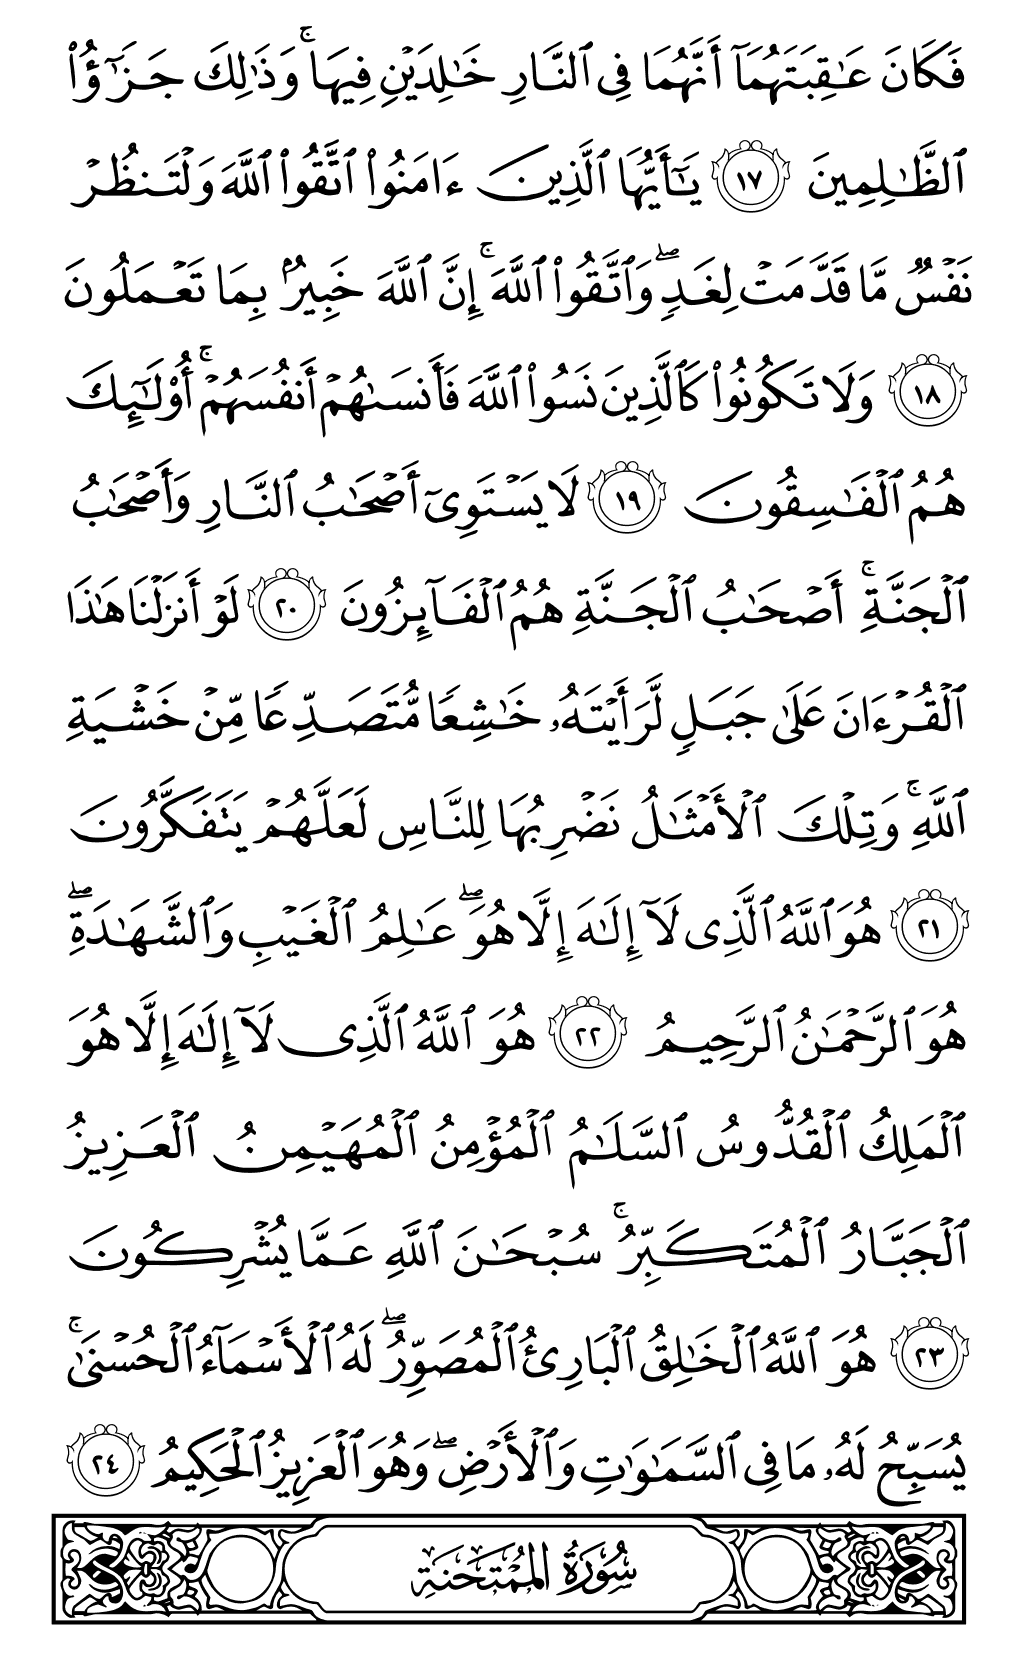 فَكَانَ عَٰقِبَتَهُمَآ أَنَّهُمَا فِى ٱلنَّارِ خَٰلِدَيْنِ فِيهَا ۚ وَذَٰلِكَ جَزَٰٓؤُا۟
ٱلظَّٰلِمِينَ ١٧ يَٰٓأَيُّهَا ٱلَّذِينَ ءَامَنُوا۟ ٱتَّقُوا۟ ٱللَّهَ وَلْتَنظُرْ
نَفْسٌ مَّا قَدَّمَتْ لِغَدٍ ۖ وَٱتَّقُوا۟ ٱللَّهَ ۚ إِنَّ ٱللَّهَ خَبِيرٌۢ بِمَا تَعْمَلُونَ
١٨ وَلَا تَكُونُوا۟ كَٱلَّذِينَ نَسُوا۟ ٱللَّهَ فَأَنسَىٰهُمْ أَنفُسَهُمْ ۚ أُو۟لَٰٓئِكَ
هُمُ ٱلْفَٰسِقُونَ ١٩ لَا يَسْتَوِىٓ أَصْحَٰبُ ٱلنَّارِ وَأَصْحَٰبُ
ٱلْجَنَّةِ ۚ أَصْحَٰبُ ٱلْجَنَّةِ هُمُ ٱلْفَآئِزُونَ ٢٠ لَوْ أَنزَلْنَا هَٰذَا
ٱلْقُرْءَانَ عَلَىٰ جَبَلٍ لَّرَأَيْتَهُۥ خَٰشِعًا مُّتَصَدِّعًا مِّنْ خَشْيَةِ
ٱللَّهِ ۚ وَتِلْكَ ٱلْأَمْثَٰلُ نَضْرِبُهَا لِلنَّاسِ لَعَلَّهُمْ يَتَفَكَّرُونَ
٢١ هُوَ ٱللَّهُ ٱلَّذِى لَآ إِلَٰهَ إِلَّا هُوَ ۖ عَٰلِمُ ٱلْغَيْبِ وَٱلشَّهَٰدَةِ ۖ
هُوَ ٱلرَّحْمَٰنُ ٱلرَّحِيمُ ٢٢ هُوَ ٱللَّهُ ٱلَّذِى لَآ إِلَٰهَ إِلَّا هُوَ
ٱلْمَلِكُ ٱلْقُدُّوسُ ٱلسَّلَٰمُ ٱلْمُؤْمِنُ ٱلْمُهَيْمِنُ ٱلْعَزِيزُ
ٱلْجَبَّارُ ٱلْمُتَكَبِّرُ ۚ سُبْحَٰنَ ٱللَّهِ عَمَّا يُشْرِكُونَ
٢٣ هُوَ ٱللَّهُ ٱلْخَٰلِقُ ٱلْبَارِئُ ٱلْمُصَوِّرُ ۖ لَهُ ٱلْأَسْمَآءُ ٱلْحُسْنَىٰ ۚ
يُسَبِّحُ لَهُۥ مَا فِى ٱلسَّمَٰوَٰتِ وَٱلْأَرْضِ ۖ وَهُوَ ٱلْعَزِيزُ ٱلْحَكِيمُ ٢٤
سُورَةُ المُمْتَحَنَةِ